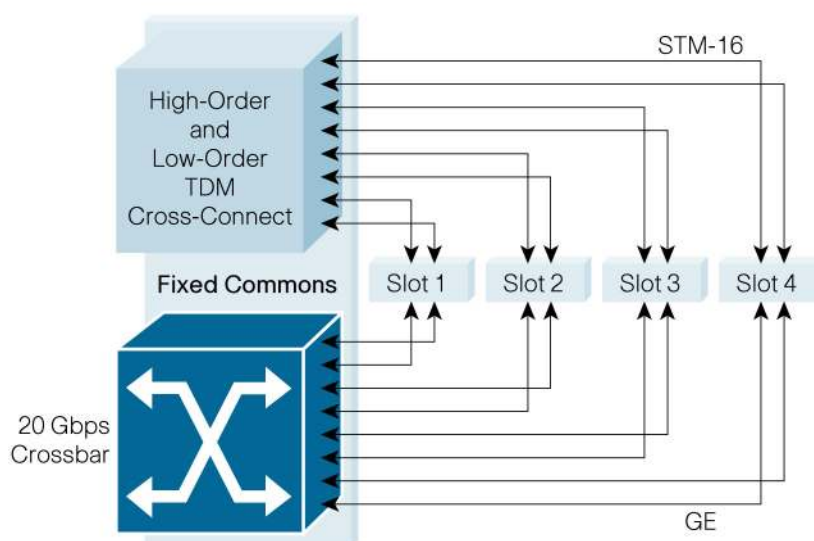 STM-16
High-Order
and
Low-Order
TDM
Cross-Connect
Fixed Commons
Slot 1
Slot 2
Slot 3
Slot 4
20 Gbps
Crossbar
GE